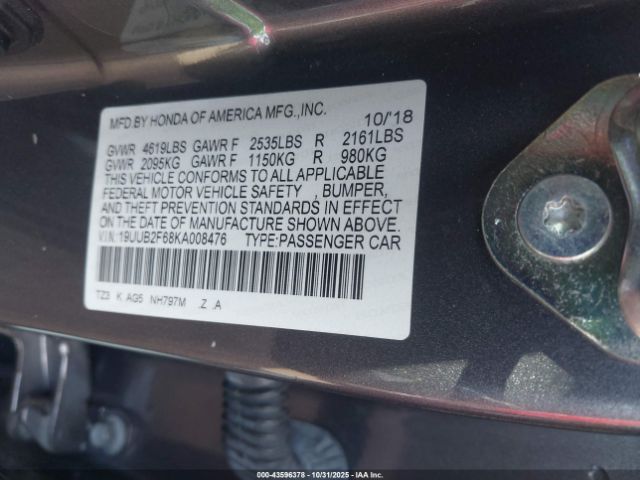 MFD.BY HONDA OF AMERICA MFG.,INC. 10/'18
GVWR 4619LBS GAWR F 2535LBS R 2161LBS
GVWR 2095KG GAWR F 1150KG R 980KG
THIS VEHICLE CONFORMS TO ALL APPLICABLE
FEDERAL MOTOR VEHICLE SAFETY , BUMPER,
AND THEFT PREVENTION STANDARDS IN EFFECT
ON THE DATE OF MANUFACTURE SHOWN ABOVE.
V.I.N:19UUB2F68KA008476 TYPE:PASSENGER CAR
TZ3 K AG5 NH797M .Z .A
00-43596378 - 10/31/2025 - IAA Inc.